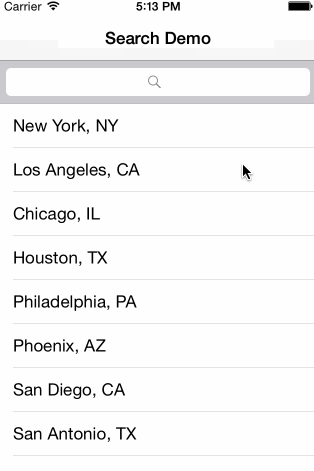 Carrier 5:13 PM
Search Demo
New York, NY
Los Angeles, CA
Chicago, IL
Houston, TX
Philadelphia, PA
Phoenix, AZ
San Diego, CA
San Antonio, TX